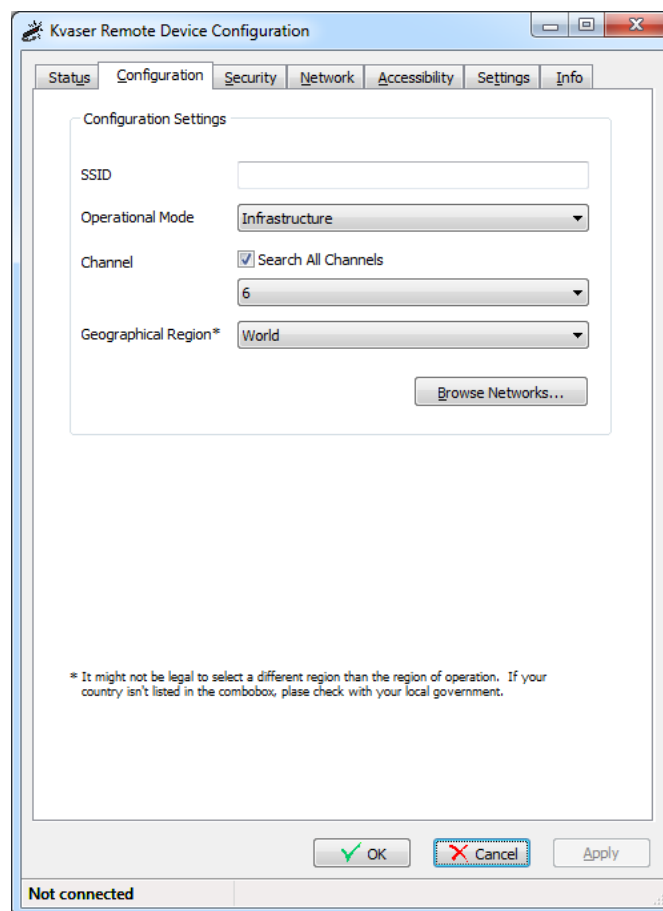 Kvaser Remote Device Configuration
Status Configuration Security Network Accessibility Settings Info
Configuration Settings
SSID
Operational Mode Infrastructure
Channel Search All Channels
6
Geographical Region* World
Browse Networks...
* It might not be legal to select a different region than the region of operation. If your
country isn't listed in the combobox, plase check with your local government.
OK Cancel Apply
Not connected